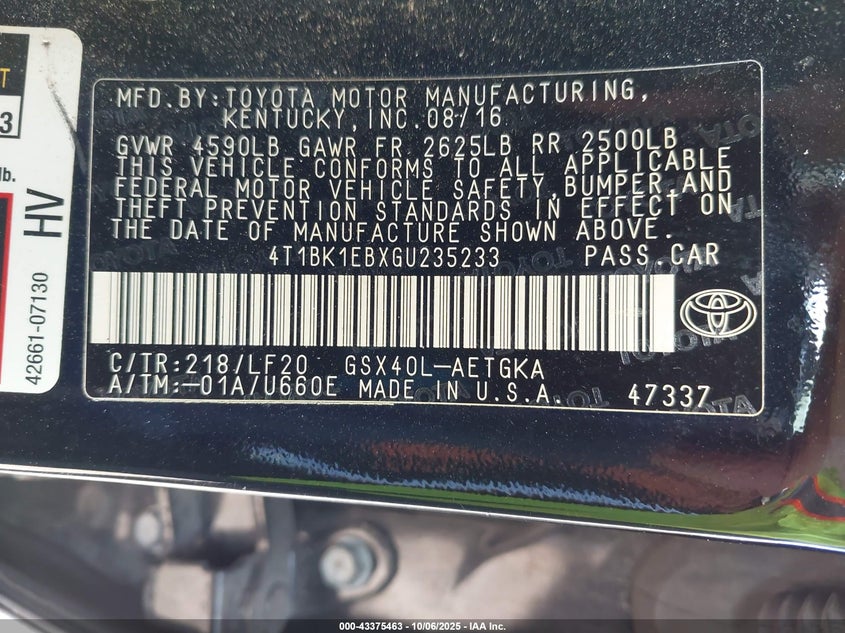 T
3
lb.
HV
42661-07130
MFD.BY:TOYOTA MOTOR MANUFACTURING,
KENTUCKY,INC.08/16
GVWR 4590LB GAWR FR 2625LB RR 2500LB
THIS VEHICLE CONFORMS TO ALL APPLICABLE
FEDERAL MOTOR VEHICLE SAFETY,BUMPER,AND
THEFT PREVENTION STANDARDS IN EFFECT ON
THE DATE OF MANUFACTURE SHOWN ABOVE.
4T1BK1EBXGU235233 PASS.CAR
C/TR:218/LF20 GSX40L-AETGKA
A/TM:-01A/U660E MADE IN U.S.A. 47337
TOYOTA
000-43375463 - 10/06/2025 - IAA Inc.